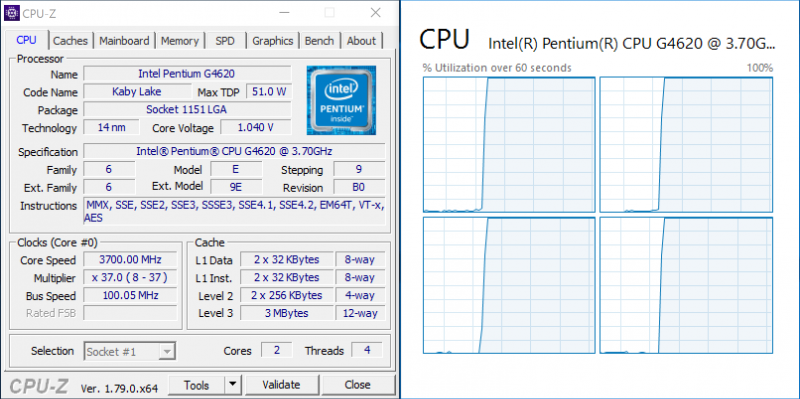 CPU-Z
CPU Caches Mainboard Memory SPD Graphics Bench About
Processor
Name Intel Pentium G4620
Code Name Kaby Lake Max TDP 51.0 W
Package Socket 1151 LGA
Technology 14 nm Core Voltage 1.040 V
intel
PENTIUM
inside™
Specification Intel® Pentium® CPU G4620 @ 3.70GHz
Family 6 Model E Stepping 9
Ext. Family 6 Ext. Model 9E Revision B0
Instructions MMX, SSE, SSE2, SSE3, SSSE3, SSE4.1, SSE4.2, EM64T, VT-x,
AES
Clocks (Core #0)
Core Speed 3700.00 MHz
Multiplier x 37.0 ( 8 - 37 )
Bus Speed 100.05 MHz
Rated FSB
Cache
L1 Data 2 x 32 KBytes 8-way
L1 Inst. 2 x 32 KBytes 8-way
Level 2 2 x 256 KBytes 4-way
Level 3 3 MBytes 12-way
Selection Socket #1 Cores 2 Threads 4
CPU-Z Ver. 1.79.0.x64 Tools Validate Close
CPU Intel(R) Pentium(R) CPU G4620 @ 3.70G...
% Utilization over 60 seconds 100%